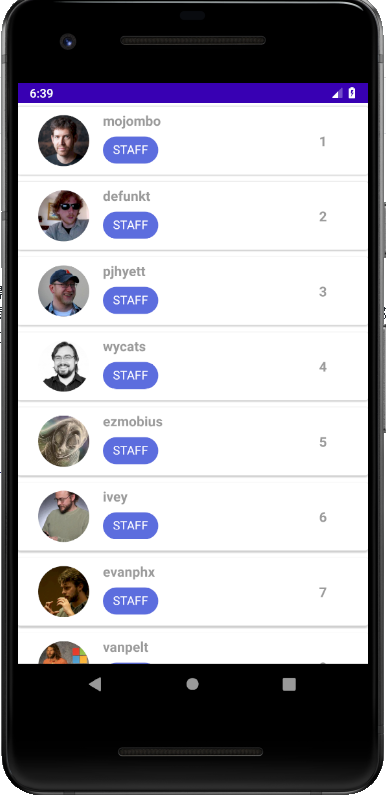 6:39
mojombo
STAFF
1
defunkt
STAFF
2
pjhyett
STAFF
3
wycats
STAFF
4
ezmobius
STAFF
5
ivey
STAFF
6
evanphx
STAFF
7
vanpelt